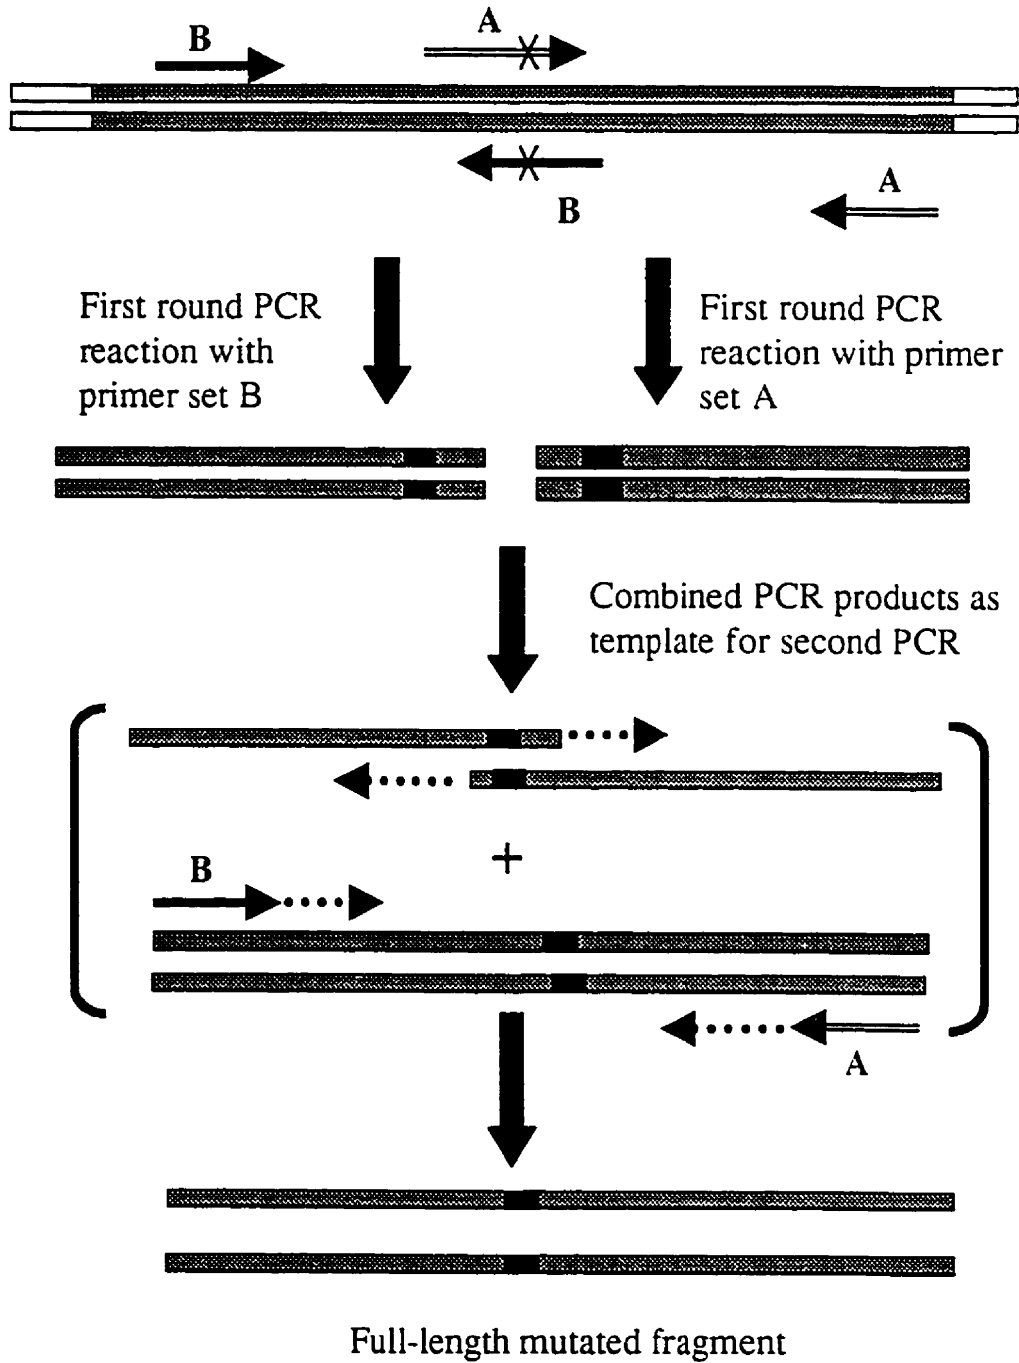 A
B
B
A
First round PCR
reaction with
primer set B
First round PCR
reaction with primer
set A
Combined PCR products as
template for second PCR
+
B
A
Full-length mutated fragment